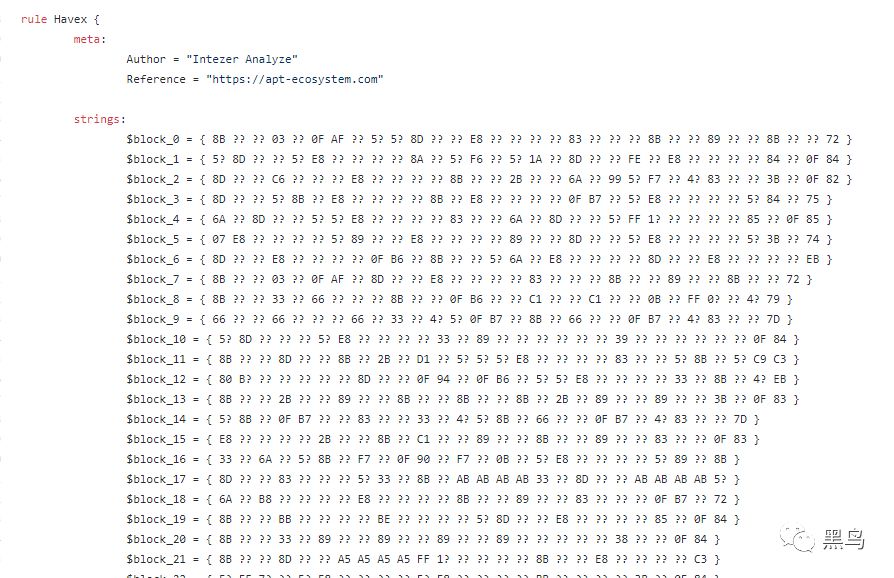 rule Havex {
meta:
Author = "Intezer Analyze"
Reference = "https://apt-ecosystem.com"
strings:
$block_0 = { 8B ?? ?? 03 ?? 0F AF ?? 5? 5? 8D ?? ?? E8 ?? ?? ?? ?? 83 ?? ?? ?? 8B ?? ?? 89 ?? ?? 8B ?? ?? 72 }
$block_1 = { 5? 8D ?? ?? 5? E8 ?? ?? ?? ?? 8A ?? 5? F6 ?? 5? 1A ?? 8D ?? ?? FE ?? E8 ?? ?? ?? ?? 84 ?? 0F 84 }
$block_2 = { 8D ?? ?? C6 ?? ?? ?? E8 ?? ?? ?? ?? 8B ?? ?? 2B ?? ?? 6A ?? 99 5? F7 ?? 4? 83 ?? ?? 3B ?? 0F 82 }
$block_3 = { 8D ?? ?? 5? 8B ?? E8 ?? ?? ?? ?? 8B ?? E8 ?? ?? ?? ?? 0F B7 ?? 5? E8 ?? ?? ?? ?? 5? 84 ?? 75 }
$block_4 = { 6A ?? 8D ?? ?? 5? 5? E8 ?? ?? ?? ?? 83 ?? ?? 6A ?? 8D ?? ?? 5? FF 1? ?? ?? ?? ?? 85 ?? 0F 85 }
$block_5 = { 07 E8 ?? ?? ?? ?? 5? 89 ?? ?? E8 ?? ?? ?? ?? 89 ?? ?? 8D ?? ?? 5? E8 ?? ?? ?? ?? 5? 3B ?? 74 }
$block_6 = { 8D ?? ?? E8 ?? ?? ?? ?? 0F B6 ?? 8B ?? ?? 5? 6A ?? E8 ?? ?? ?? ?? 8D ?? ?? E8 ?? ?? ?? ?? EB }
$block_7 = { 8B ?? ?? 03 ?? 0F AF ?? 8D ?? ?? E8 ?? ?? ?? ?? 83 ?? ?? ?? 8B ?? ?? 89 ?? ?? 8B ?? ?? 72 }
$block_8 = { 8B ?? ?? 33 ?? 66 ?? ?? ?? 8B ?? ?? 0F B6 ?? ?? C1 ?? ?? C1 ?? ?? 0B ?? FF 0? ?? 4? 79 }
$block_9 = { 66 ?? ?? 66 ?? ?? ?? 66 ?? 33 ?? 4? 5? 0F B7 ?? 8B ?? 66 ?? ?? 0F B7 ?? 4? 83 ?? ?? 7D }
$block_10 = { 5? 8D ?? ?? ?? 5? E8 ?? ?? ?? ?? 33 ?? 89 ?? ?? ?? ?? ?? 39 ?? ?? ?? ?? ?? 0F 84 }
$block_11 = { 8B ?? ?? 8D ?? ?? 8B ?? 2B ?? D1 ?? 5? 5? 5? E8 ?? ?? ?? ?? 83 ?? ?? 5? 8B ?? 5? C9 C3 }
$block_12 = { 80 B? ?? ?? ?? ?? ?? 8D ?? ?? 0F 94 ?? 0F B6 ?? 5? 5? E8 ?? ?? ?? ?? 33 ?? 8B ?? 4? EB }
$block_13 = { 8B ?? ?? 2B ?? ?? 89 ?? ?? 8B ?? ?? 8B ?? ?? 8B ?? 2B ?? 89 ?? ?? 89 ?? ?? 3B ?? 0F 83 }
$block_14 = { 5? 8B ?? 0F B7 ?? ?? 83 ?? ?? 33 ?? 4? 5? 8B ?? 66 ?? ?? 0F B7 ?? 4? 83 ?? ?? 7D }
$block_15 = { E8 ?? ?? ?? ?? 2B ?? ?? 8B ?? C1 ?? ?? 89 ?? ?? 8B ?? ?? 89 ?? ?? 83 ?? ?? 0F 83 }
$block_16 = { 33 ?? 6A ?? 5? 8B ?? F7 ?? 0F 90 ?? F7 ?? 0B ?? 5? E8 ?? ?? ?? ?? 5? 89 ?? 8B }
$block_17 = { 8D ?? ?? 83 ?? ?? ?? 5? 33 ?? 8B ?? AB AB AB AB 33 ?? 8D ?? ?? AB AB AB AB 5? }
$block_18 = { 6A ?? B8 ?? ?? ?? ?? E8 ?? ?? ?? ?? 8B ?? ?? 89 ?? ?? 83 ?? ?? ?? 0F B7 ?? 72 }
$block_19 = { 8B ?? ?? BB ?? ?? ?? ?? BE ?? ?? ?? ?? 5? 8D ?? ?? E8 ?? ?? ?? ?? 85 ?? 0F 84 }
$block_20 = { 8B ?? ?? 33 ?? 89 ?? ?? 89 ?? ?? 89 ?? ?? 89 ?? ?? ?? ?? ?? 38 ?? ?? 0F 84 }
$block_21 = { 8B ?? ?? 8D ?? ?? A5 A5 A5 A5 FF 1? ?? ?? ?? ?? 8B ?? ?? E8 ?? ?? ?? ?? C3 }
黑鸟